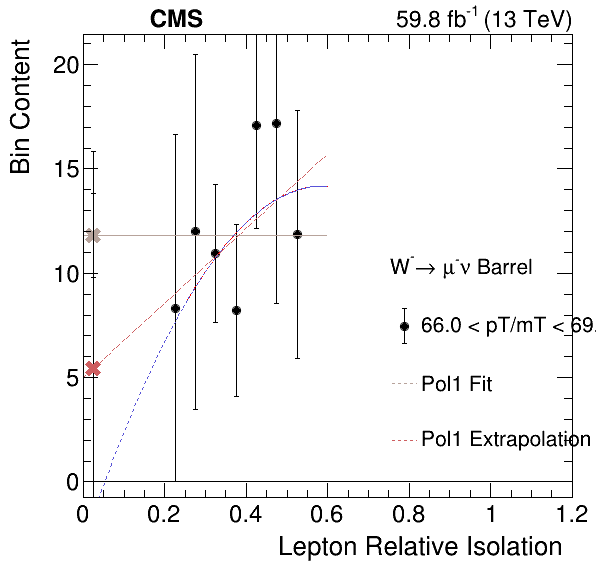 CMS
59.8 fb-1 (13 TeV)
Bin Content
20
15
10
5
0
W-→ μ-ν Barrel
66.0 < pT/mT < 69.
Pol1 Fit
Pol1 Extrapolation
0 0.2 0.4 0.6 0.8 1 1.2
Lepton Relative Isolation